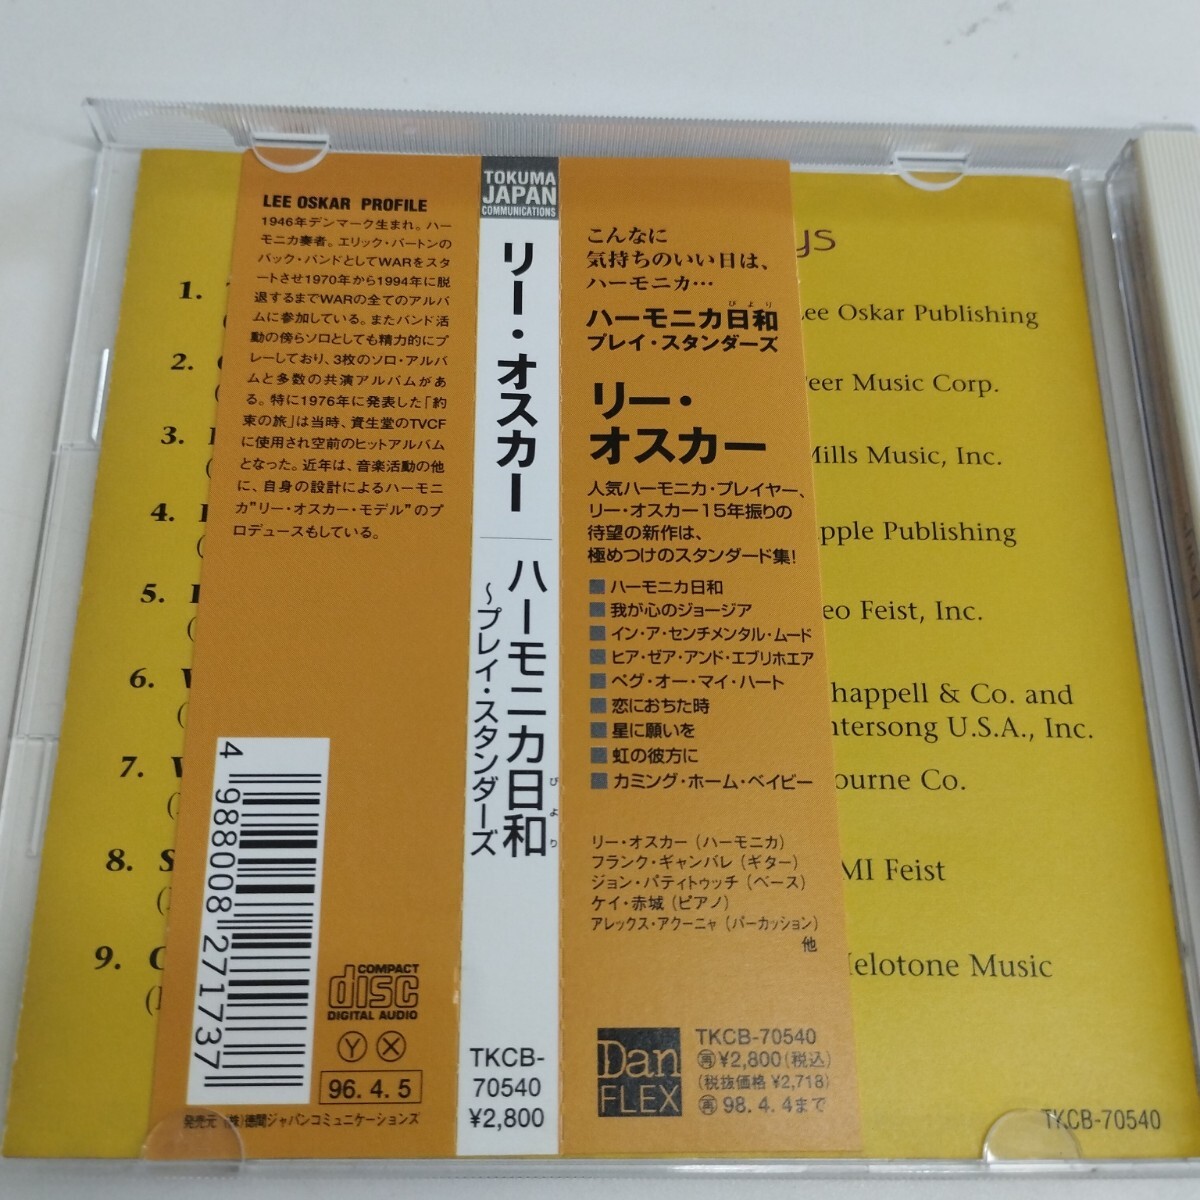 LEE OSKAR PROFILE
1946年デンマーク生まれ。ハー
モニカ奏者。エリック・バートンの
バック・バンドとしてWARをスタ
ートさせ1970年から1994年に脱
退するまでWARの全てのアルバ
ムに参加している。またバンド活
動の傍らソロとしても精力的にプ
レーしており、3枚のソロ・アルバ
ムと多数の共演アルバムがあ
る。特に1976年に発表した「約
束の旅」は当時、資生堂のTVCF
に使用され空前のヒットアルバム
となった。近年は、音楽活動の他
に、自身の設計によるハーモニ
カ"リー・オスカー・モデル"のプ
ロデュースもしている。
4 988008 271737
COMPACT
disc
DIGITAL AUDIO
Y X
96.4.5
発売元 (株)徳間ジャパンコミュニケーションズ
TOKUMA
JAPAN
COMMUNICATIONS
リー・オスカー
ハーモニカ日和
びより
〜プレイ・スタンダーズ
TKCB-
70540
¥2,800
こんなに
気持ちのいい日は、
ハーモニカ…
びより
ハーモニカ日和
プレイ・スタンダーズ
リー・
オスカー
人気ハーモニカ・プレイヤー、
リー・オスカー15年振りの
待望の新作は、
極めつけのスタンダード集!
ハーモニカ日和
我が心のジョージア
イン・ア・センチメンタル・ムード
ヒア・ゼア・アンド・エブリホエア
ベグ・オー・マイ・ハート
恋におちた時
星に願いを
虹の彼方に
カミング・ホーム・ベイビー
リー・オスカー (ハーモニカ)
フランク・ギャンバレ (ギター)
ジョン・パティトゥッチ (ベース)
ケイ・赤城 (ピアノ)
アレックス・アクーニャ (パーカッション)
他
Dan
FLEX
TKCB-70540
再¥2,800(税込)
(税抜価格 ¥2,718)
再98.4.4まで
ys
1.
2.
3.
4.
5.
6.
7.
8.
9.
Lee Oskar Publishing
Peer Music Corp.
Mills Music, Inc.
apple Publishing
eo Feist, Inc.
happell & Co. and
ntersong U.S.A., Inc.
ourne Co.
MI Feist
elotone Music
TKCB-70540